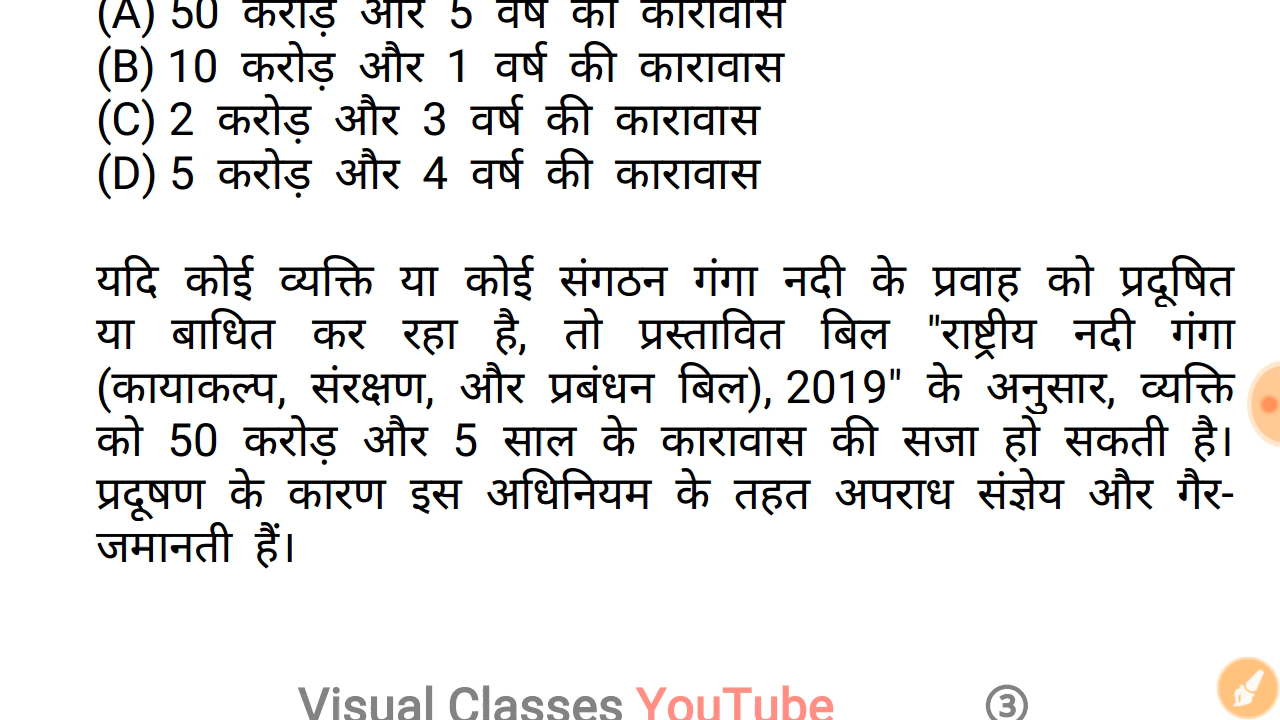 (A) 50 करोड़ और 5 वर्ष की कारावास
(B) 10 करोड़ और 1 वर्ष की कारावास
(C) 2 करोड़ और 3 वर्ष की कारावास
(D) 5 करोड़ और 4 वर्ष की कारावास
यदि कोई व्यक्ति या कोई संगठन गंगा नदी के प्रवाह को प्रदूषित
या बाधित कर रहा है, तो प्रस्तावित बिल "राष्ट्रीय नदी गंगा
(कायाकल्प, संरक्षण, और प्रबंधन बिल), 2019" के अनुसार, व्यक्ति
को 50 करोड़ और 5 साल के कारावास की सजा हो सकती है।
प्रदूषण के कारण इस अधिनियम के तहत अपराध संज्ञेय और गैर-
जमानती हैं।
Visual Classes YouTube ③